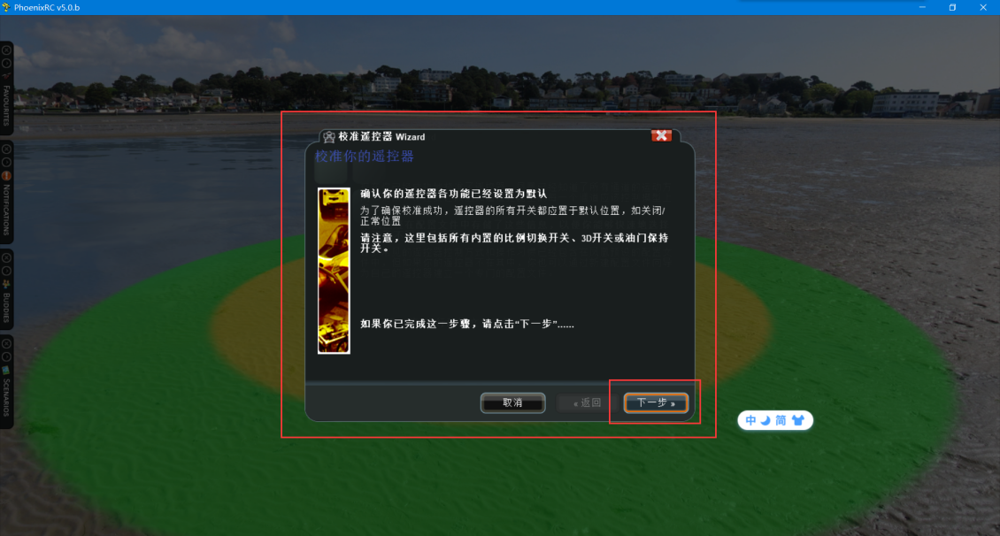 PhoenixRC v5.0.b
FAVOURITES
NOTIFICATIONS
BUDDIES
SCENARIOS
校准遥控器 Wizard
校准你的遥控器
确认你的遥控器各功能已经设置为默认
为了确保校准成功，遥控器的所有开关都应置于默认位置，如关闭/
正常位置
请注意，这里包括所有内置的比例切换开关、3D开关或油门保持
开关。
如果你已完成这一步骤，请点击“下一步”......
取消
« 返回
下一步 »
中 简